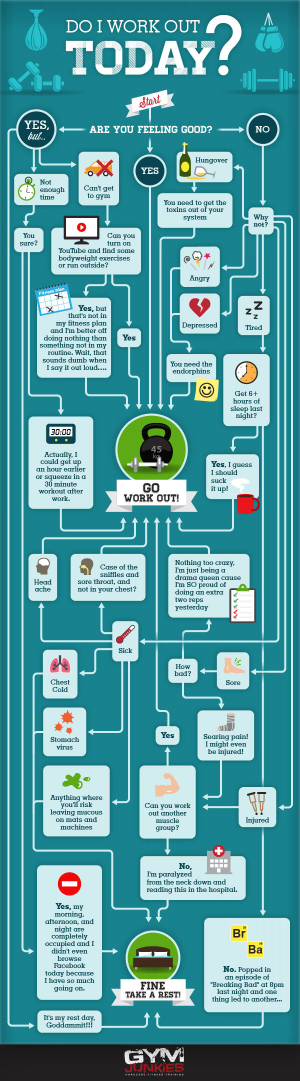 DO I WORK OUT
TODAY?
Start
YES,
but...
ARE YOU FEELING GOOD?
NO
YES
Not
enough
time
Can't get
to gym
Hungover
You need to get the
toxins out of your
system
Why
not?
You
sure?
Can you
turn on
YouTube and find some
bodyweight exercises
or run outside?
Angry
Fitness plan
Yes, but
that's not in
my fitness plan
and I'm better off
doing nothing than
something not in my
routine. Wait, that
sounds dumb when
I say it out loud....
Yes
Depressed
z Z Z
Tired
You need the
endorphins
Got 6+
hours of
sleep last
night?
30:00
Actually, I
could get up
an hour earlier
or squeeze in a
30 minute
workout after
work.
45
KG
GO
WORK OUT!
Yes, I guess
I should
suck
it up!
Head
ache
Case of the
sniffles and
sore throat, and
not in your chest?
Nothing too crazy,
I'm just being a
drama queen cause
I'm SO proud of
doing an extra
two reps
yesterday
Sick
Chest
Cold
How
bad?
Sore
Stomach
virus
Yes
Searing pain!
I might even
be injured!
Anything where
you'll risk
leaving mucous
on mats and
machines
Can you work
out another
muscle
group?
Injured
No,
I'm paralyzed
from the neck down and
reading this in the hospital.
Yes, my
morning,
afternoon, and
night are
completely
occupied and I
didn't even
browse
Facebook
today because
I have so much
going on.
FINE
TAKE A REST!
Br
Ba
No. Popped in
an episode of
"Breaking Bad" at 8pm
last night and one
thing led to another...
It's my rest day,
Goddammit!!!
GYM
JUNKIES
HARDCORE FITNESS TRAINING